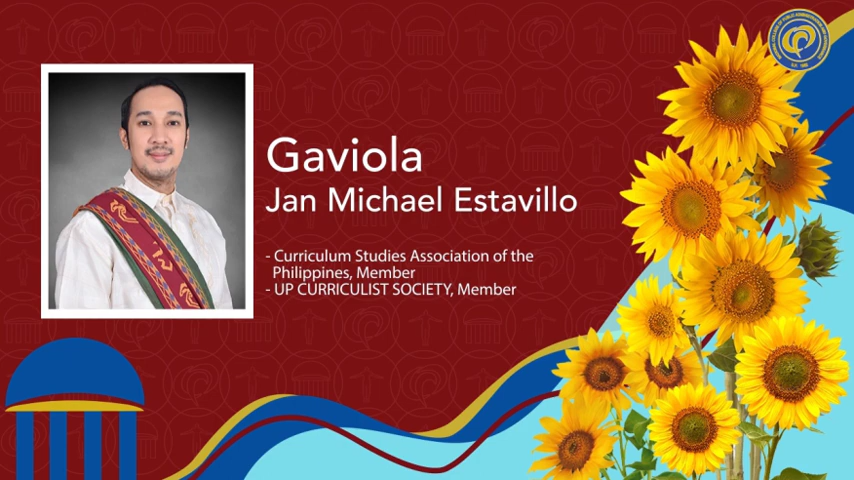 Gaviola
Jan Michael Estavillo
- Curriculum Studies Association of the
Philippines, Member
- UP CURRICULIST SOCIETY, Member